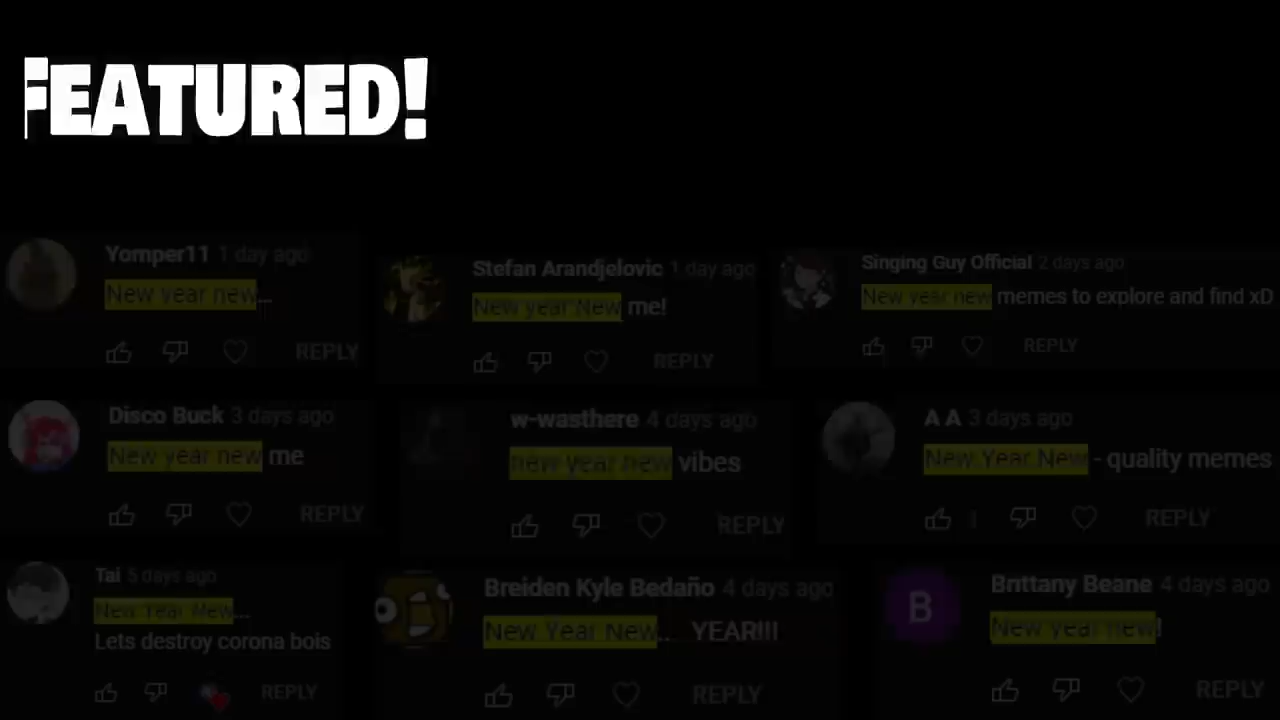 FEATURED!
Yomper11 1 day ago
New year new...
REPLY
Stefan Arandjelovic 1 day ago
New year New me!
REPLY
Singing Guy Official 2 days ago
New year new memes to explore and find xD
REPLY
Disco Buck 3 days ago
New year new me
REPLY
w-wasthere 4 days ago
new year new vibes
REPLY
A A 3 days ago
New Year New - quality memes
REPLY
Tai 5 days ago
New Year New...
Lets destroy corona bois
REPLY
Breiden Kyle Bedaño 4 days ago
New Year New... YEAR!!!
REPLY
B
Brittany Beane 4 days ago
New year new!
REPLY